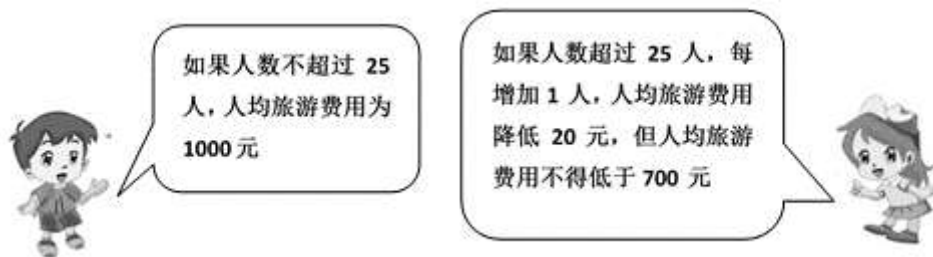 如果人数不超过 25
人，人均旅游费用为
1000 元
如果人数超过 25 人，每
增加 1 人，人均旅游费用
降低 20 元，但人均旅游
费用不得低于 700 元